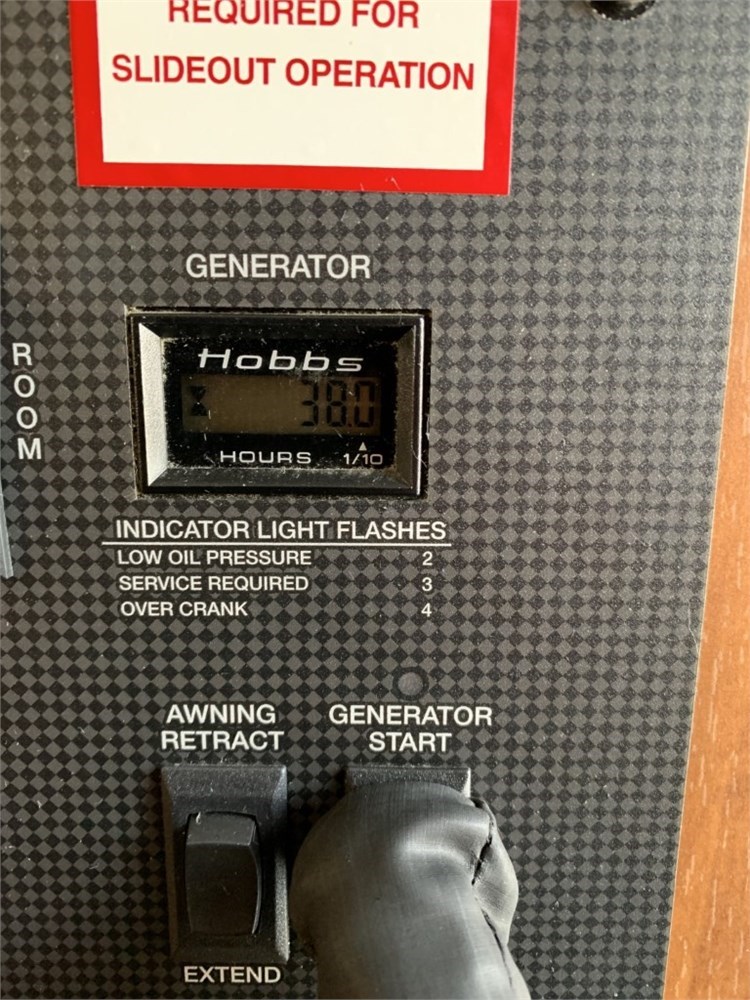 REQUIRED FOR
SLIDEOUT OPERATION
GENERATOR
Hobbs
38.0
HOURS 1/10
ROOM
INDICATOR LIGHT FLASHES
LOW OIL PRESSURE 2
SERVICE REQUIRED 3
OVER CRANK 4
AWNING
RETRACT
GENERATOR
START
EXTEND